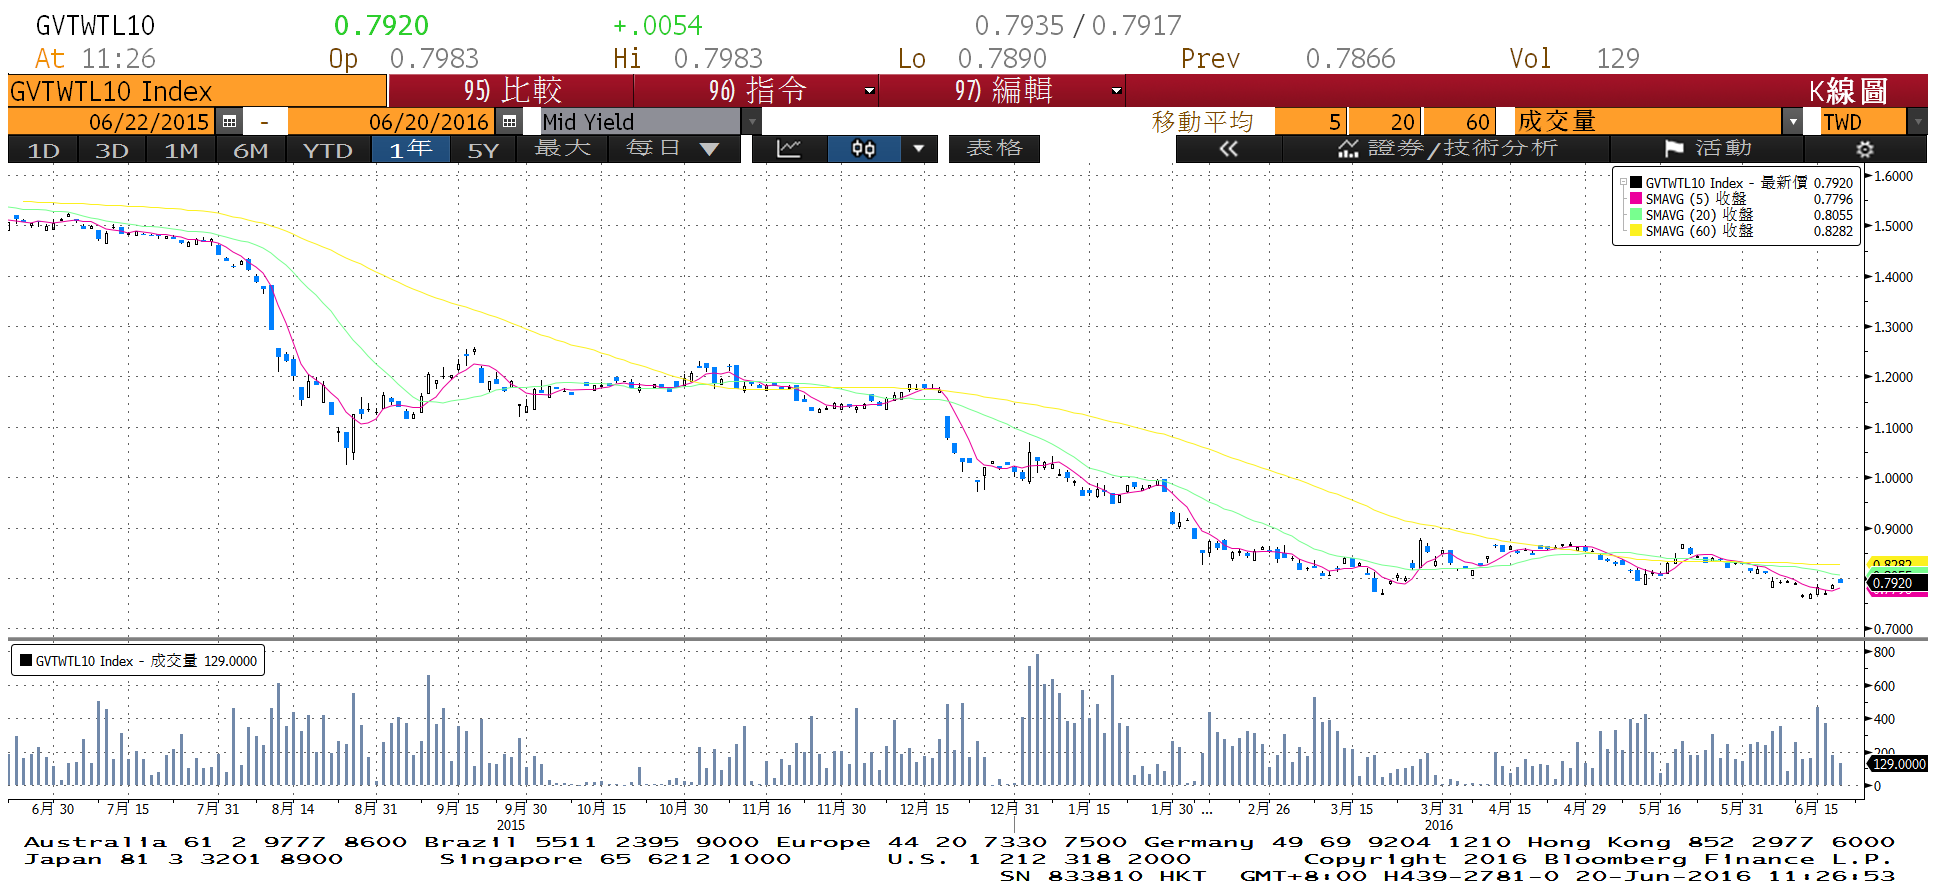 GVTWTL10 0.7920 +.0054 0.7935 / 0.7917
At 11:26 Op 0.7983 Hi 0.7983 Lo 0.7890 Prev 0.7866 Vol 129
GVTWTL10 Index 95) 比較 96) 指令 97) 編輯 K線圖
06/22/2015 - 06/20/2016 Mid Yield 移動平均 5 20 60 成交量 TWD
1D 3D 1M 6M YTD 1年 5Y 最大 每日 表格 « 證券/技術分析 活動
GVTWTL10 Index - 最新價 0.7920
SMAVG (5) 收盤 0.7796
SMAVG (20) 收盤 0.8055
SMAVG (60) 收盤 0.8282
1.6000
1.5000
1.4000
1.3000
1.2000
1.1000
1.0000
0.9000
0.8282
0.8055
0.7920
0.7000
GVTWTL10 Index - 成交量 129.0000
800
600
400
200
129.0000
0
6月 30 7月 15 7月 31 8月 14 8月 31 9月 15 9月 30 10月 15 10月 30 11月 16 11月 30 12月 15 12月 31 1月 15 1月 30 ... 2月 26 3月 15 3月 31 4月 15 4月 29 5月 16 5月 31 6月 15
2015 2016
Australia 61 2 9777 8600 Brazil 5511 2395 9000 Europe 44 20 7330 7500 Germany 49 69 9204 1210 Hong Kong 852 2977 6000
Japan 81 3 3201 8900 Singapore 65 6212 1000 U.S. 1 212 318 2000 Copyright 2016 Bloomberg Finance L.P.
SN 833810 HKT GMT+8:00 H439-2781-0 20-Jun-2016 11:26:53